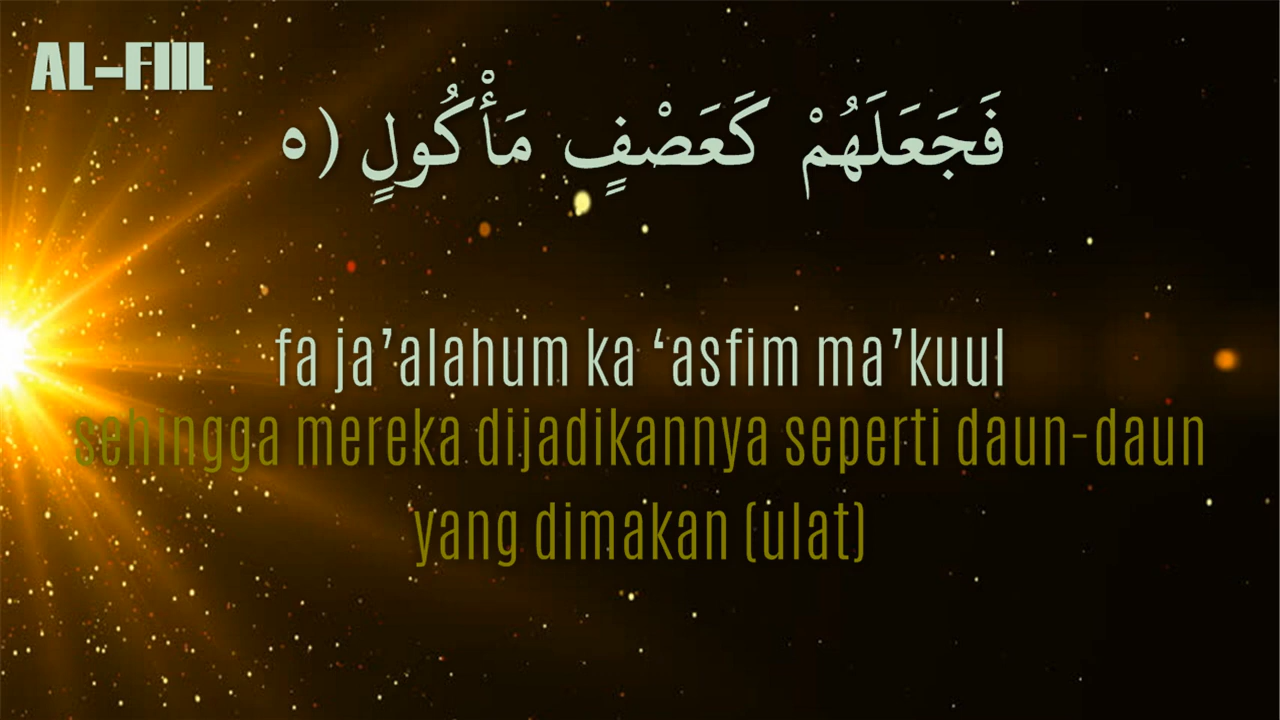 AL-FIIL
فَجَعَلَهُمْ كَعَصْفٍ مَأْكُولٍ (٥
fa ja’alahum ka ‘asfim ma’kuul
sehingga mereka dijadikannya seperti daun-daun
yang dimakan (ulat)